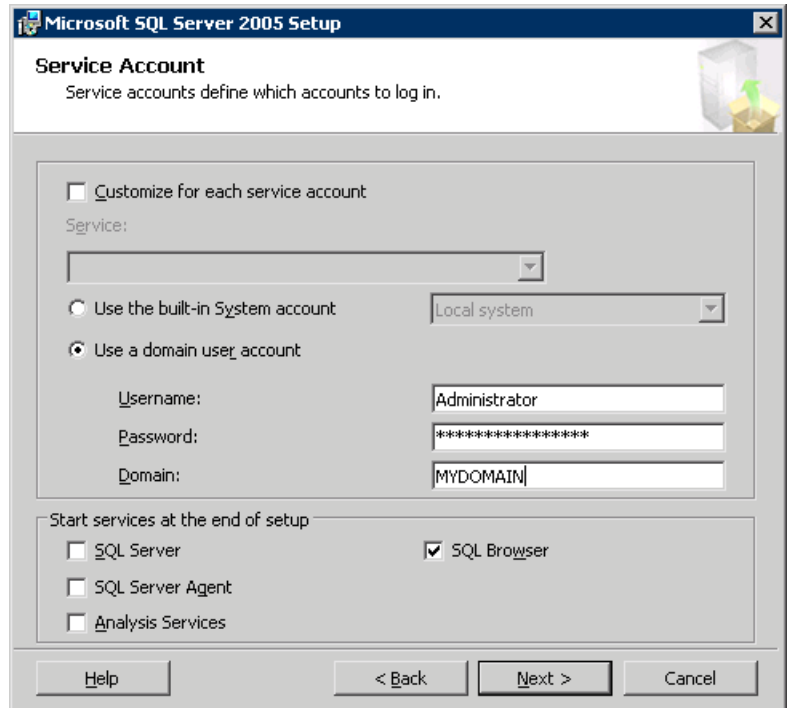 Microsoft SQL Server 2005 Setup
Service Account
Service accounts define which accounts to log in.
Customize for each service account
Service:
Use the built-in System account
Local system
Use a domain user account
Username:
Administrator
Password:
****************
Domain:
MYDOMAIN
Start services at the end of setup
SQL Server
SQL Browser
SQL Server Agent
Analysis Services
Help
< Back
Next >
Cancel